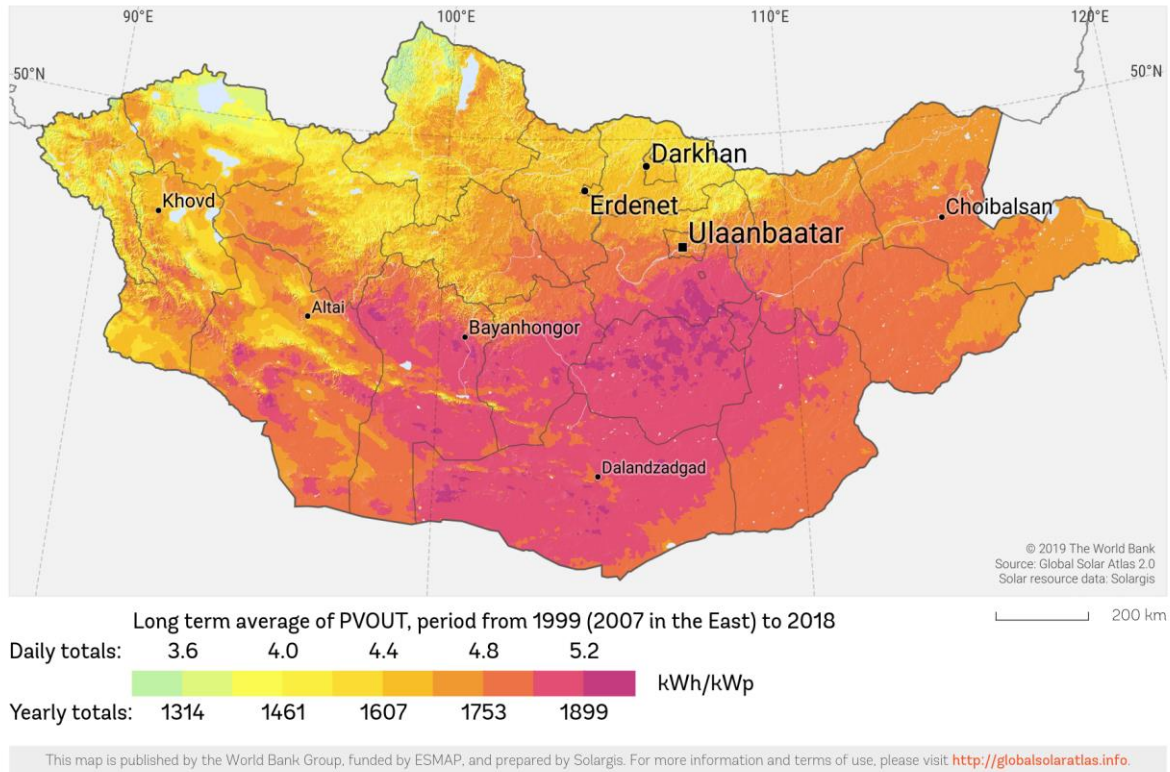 90°E
100°E
110°E
120°E
50°N
50°N
Darkhan
Khovd
Erdenet
Choibalsan
Ulaanbaatar
Altai
Bayanhongor
Dalandzadgad
© 2019 The World Bank
Source: Global Solar Atlas 2.0
Solar resource data: Solargis
Long term average of PVOUT, period from 1999 (2007 in the East) to 2018
200 km
Daily totals: 3.6 4.0 4.4 4.8 5.2
kWh/kWp
Yearly totals: 1314 1461 1607 1753 1899
This map is published by the World Bank Group, funded by ESMAP, and prepared by Solargis. For more information and terms of use, please visit http://globalsolaratlas.info.